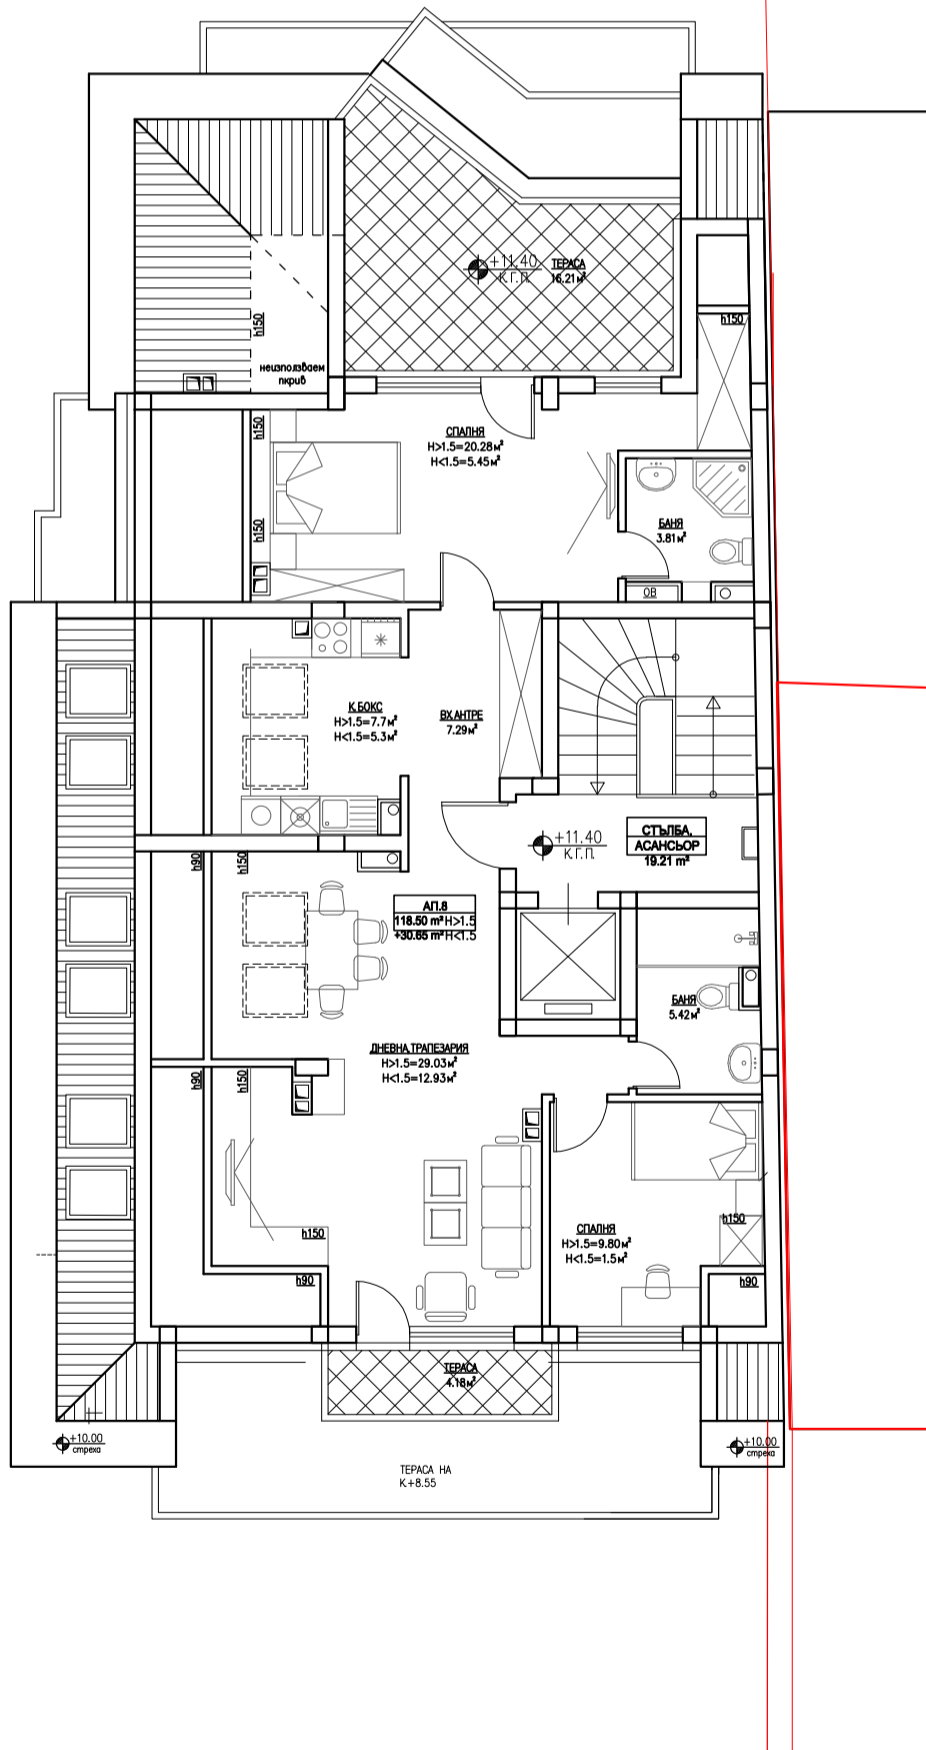 +11.40
К.Г.П.
ТЕРАСА
16.21м²
h150
h150
неизползваем
пкрив
h150
СПАЛНЯ
H>1.5=20.28м²
H<1.5=5.45м²
h150
БАНЯ
3.81м²
ОВ
К.БОКС
H>1.5=7.7м²
H<1.5=5.3м²
ВХ.АНТРЕ
7.29м²
+11.40
К.Г.П.
СТЪЛБА,
АСАНСЬОР
19.21 m²
h90
h150
АП.8
118.50 m² H>1.5
+30.65 m² H<1.5
БАНЯ
5.42м²
ДНЕВНА,ТРАПЕЗАРИЯ
H>1.5=29.03м²
H<1.5=12.93м²
h90
h150
h150
h90
СПАЛНЯ
H>1.5=9.80м²
H<1.5=1.5м²
h150
h90
ТЕРАСА
4.18м²
+10.00
стреха
+10.00
стреха
ТЕРАСА НА
К+8.55